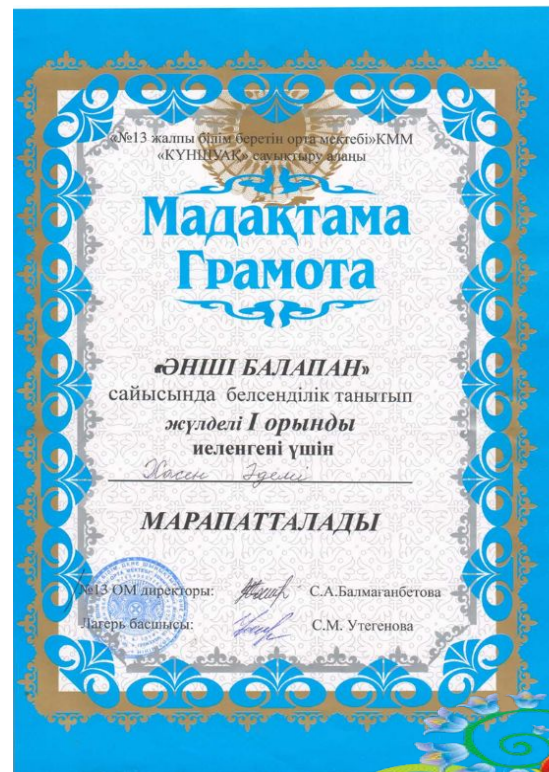 «№13 жалпы білім беретін орта мектебі»КММ
«КҮНШУАҚ» сауықтыру алаңы
Мадақтама
Грамота
«ӘНШІ БАЛАПАН»
сайысында белсенділік танытып
жүлделі І орынды
иеленгені үшін
Хасен Әдемі
МАРАПАТТАЛАДЫ
№13 ОМ директоры: С.А.Балмағанбетова
Лагерь басшысы: С.М. Утегенова